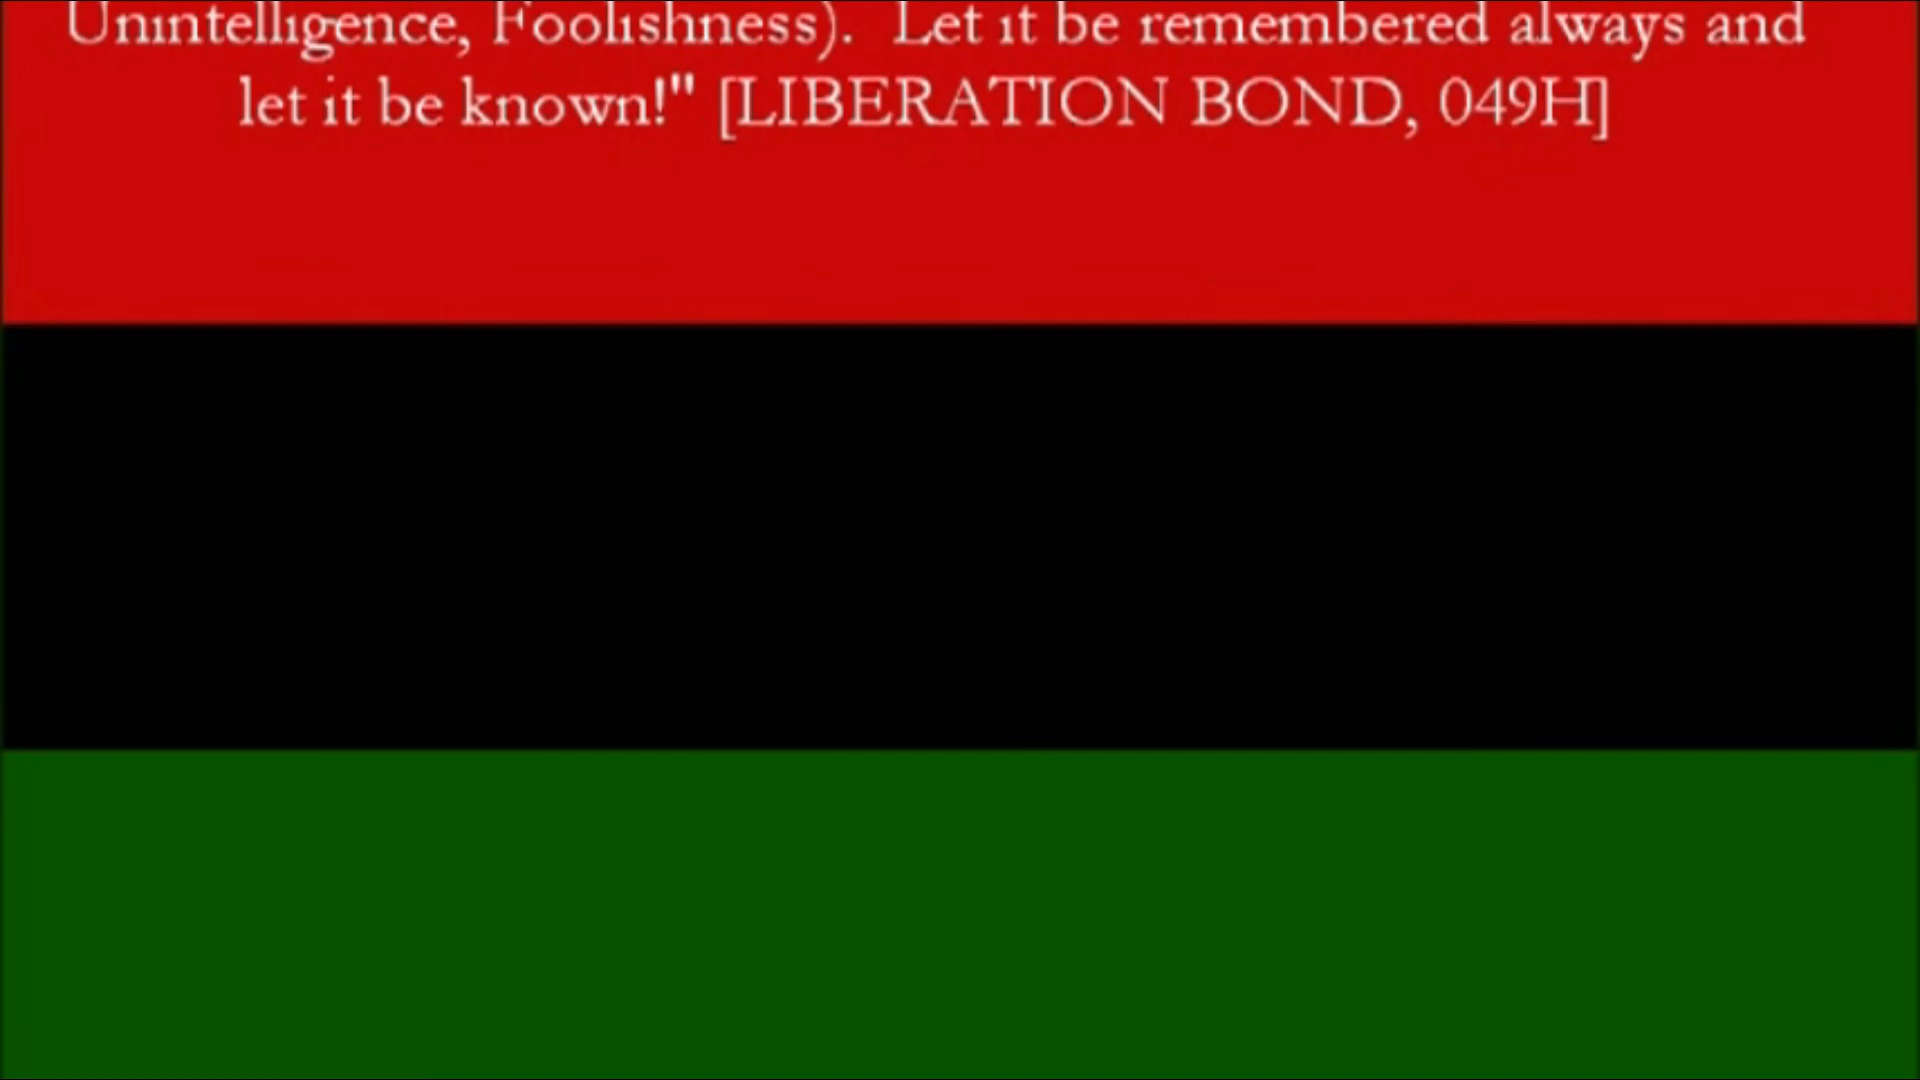 Unintelligence, Foolishness).  Let it be remembered always and
let it be known!" [LIBERATION BOND, 049H]